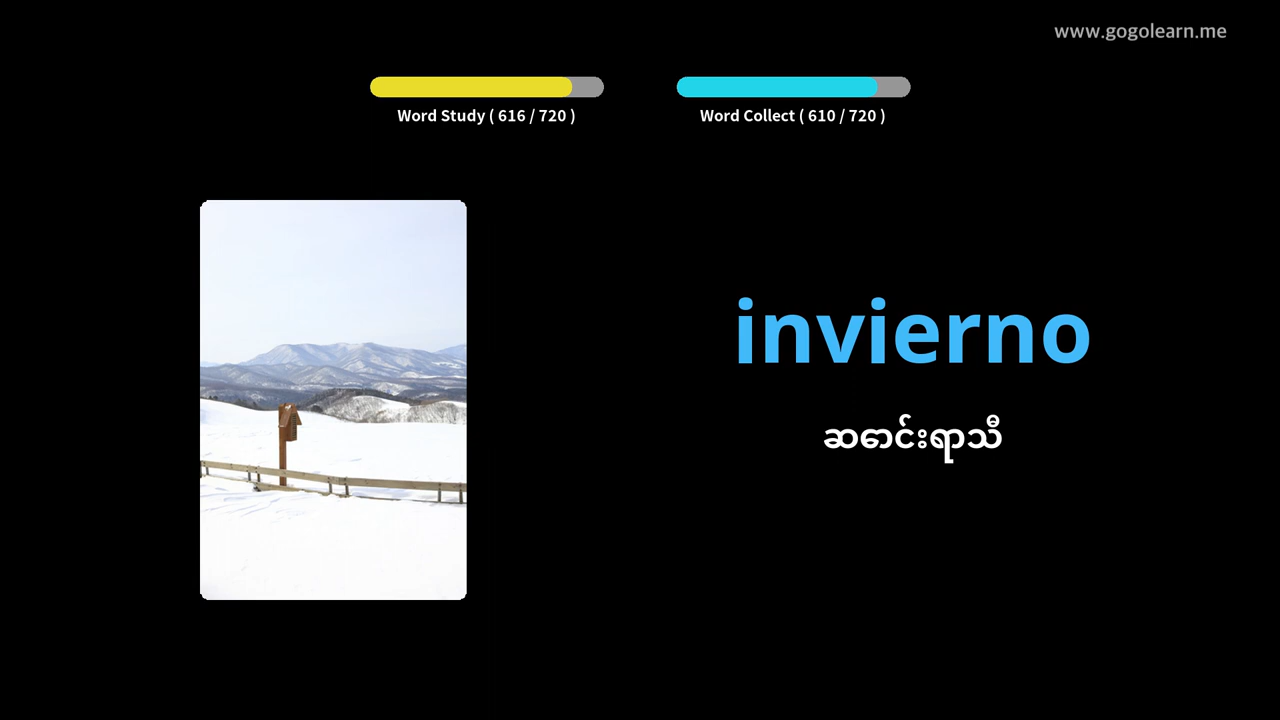 www.gogolearn.me
Word Study ( 616 / 720 )
Word Collect ( 610 / 720 )
invierno
ဆောင်းရာသီ